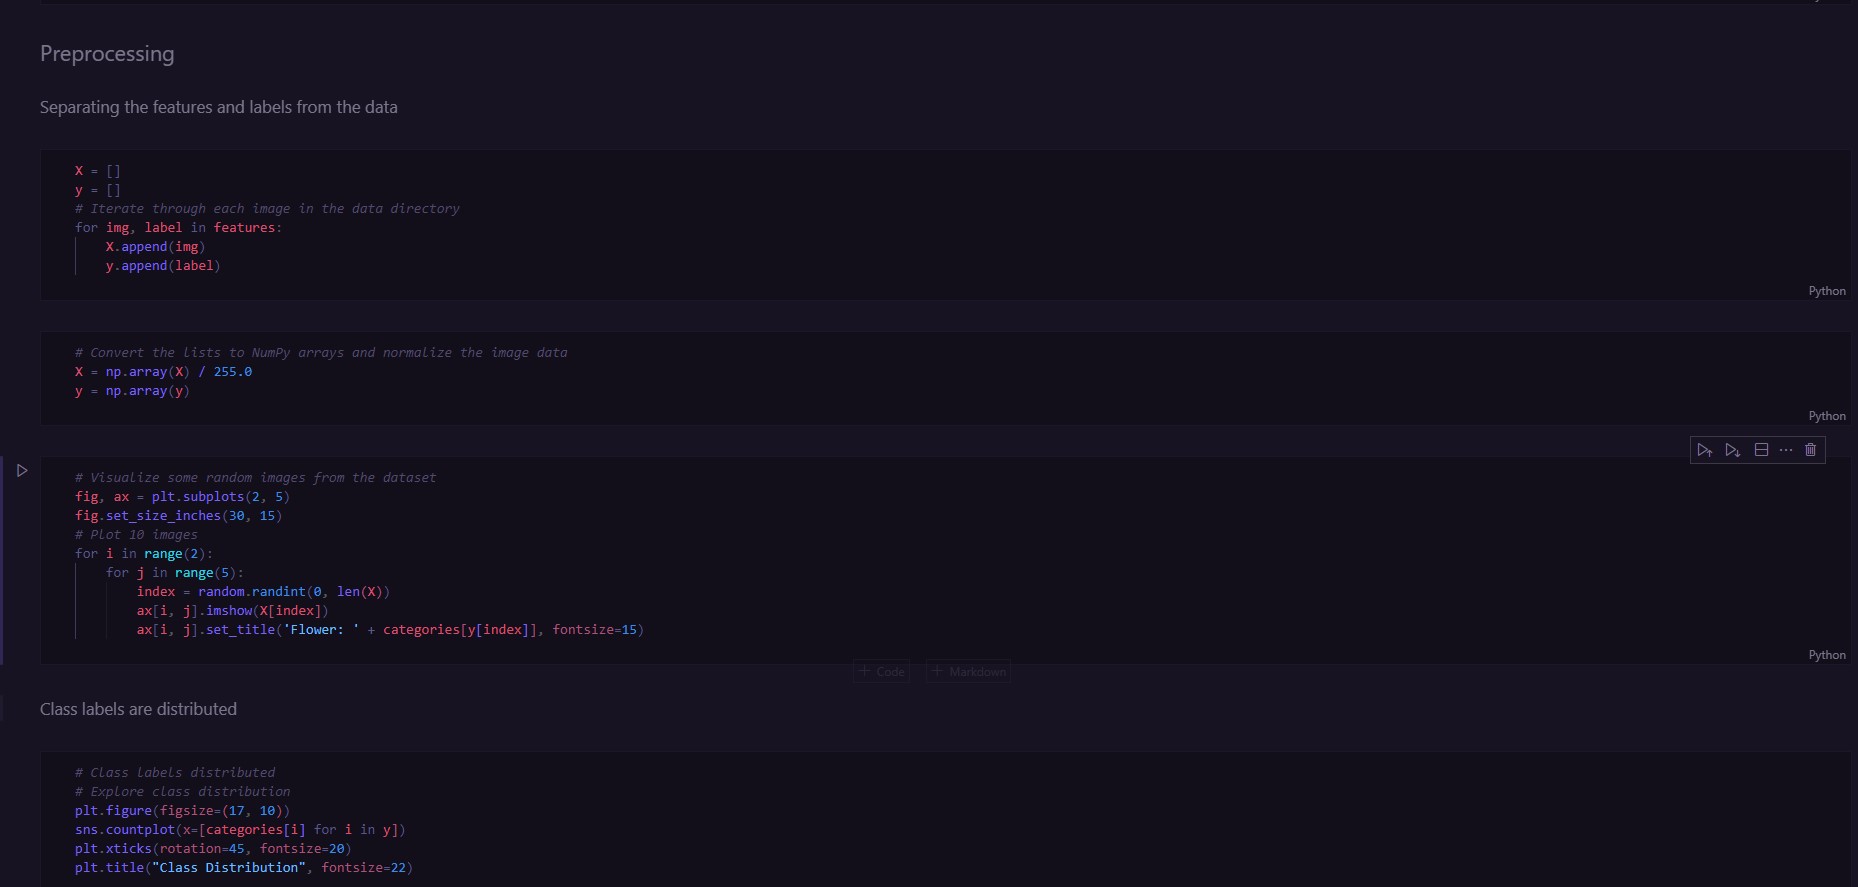 Preprocessing
Separating the features and labels from the data
X = []
y = []
# Iterate through each image in the data directory
for img, label in features:
    X.append(img)
    y.append(label)
Python
# Convert the lists to NumPy arrays and normalize the image data
X = np.array(X) / 255.0
y = np.array(y)
Python
# Visualize some random images from the dataset
fig, ax = plt.subplots(2, 5)
fig.set_size_inches(30, 15)
# Plot 10 images
for i in range(2):
    for j in range(5):
        index = random.randint(0, len(X))
        ax[i, j].imshow(X[index])
        ax[i, j].set_title('Flower: ' + categories[y[index]], fontsize=15)
Python
+ Code + Markdown
Class labels are distributed
# Class labels distributed
# Explore class distribution
plt.figure(figsize=(17, 10))
sns.countplot(x=[categories[i] for i in y])
plt.xticks(rotation=45, fontsize=20)
plt.title("Class Distribution", fontsize=22)